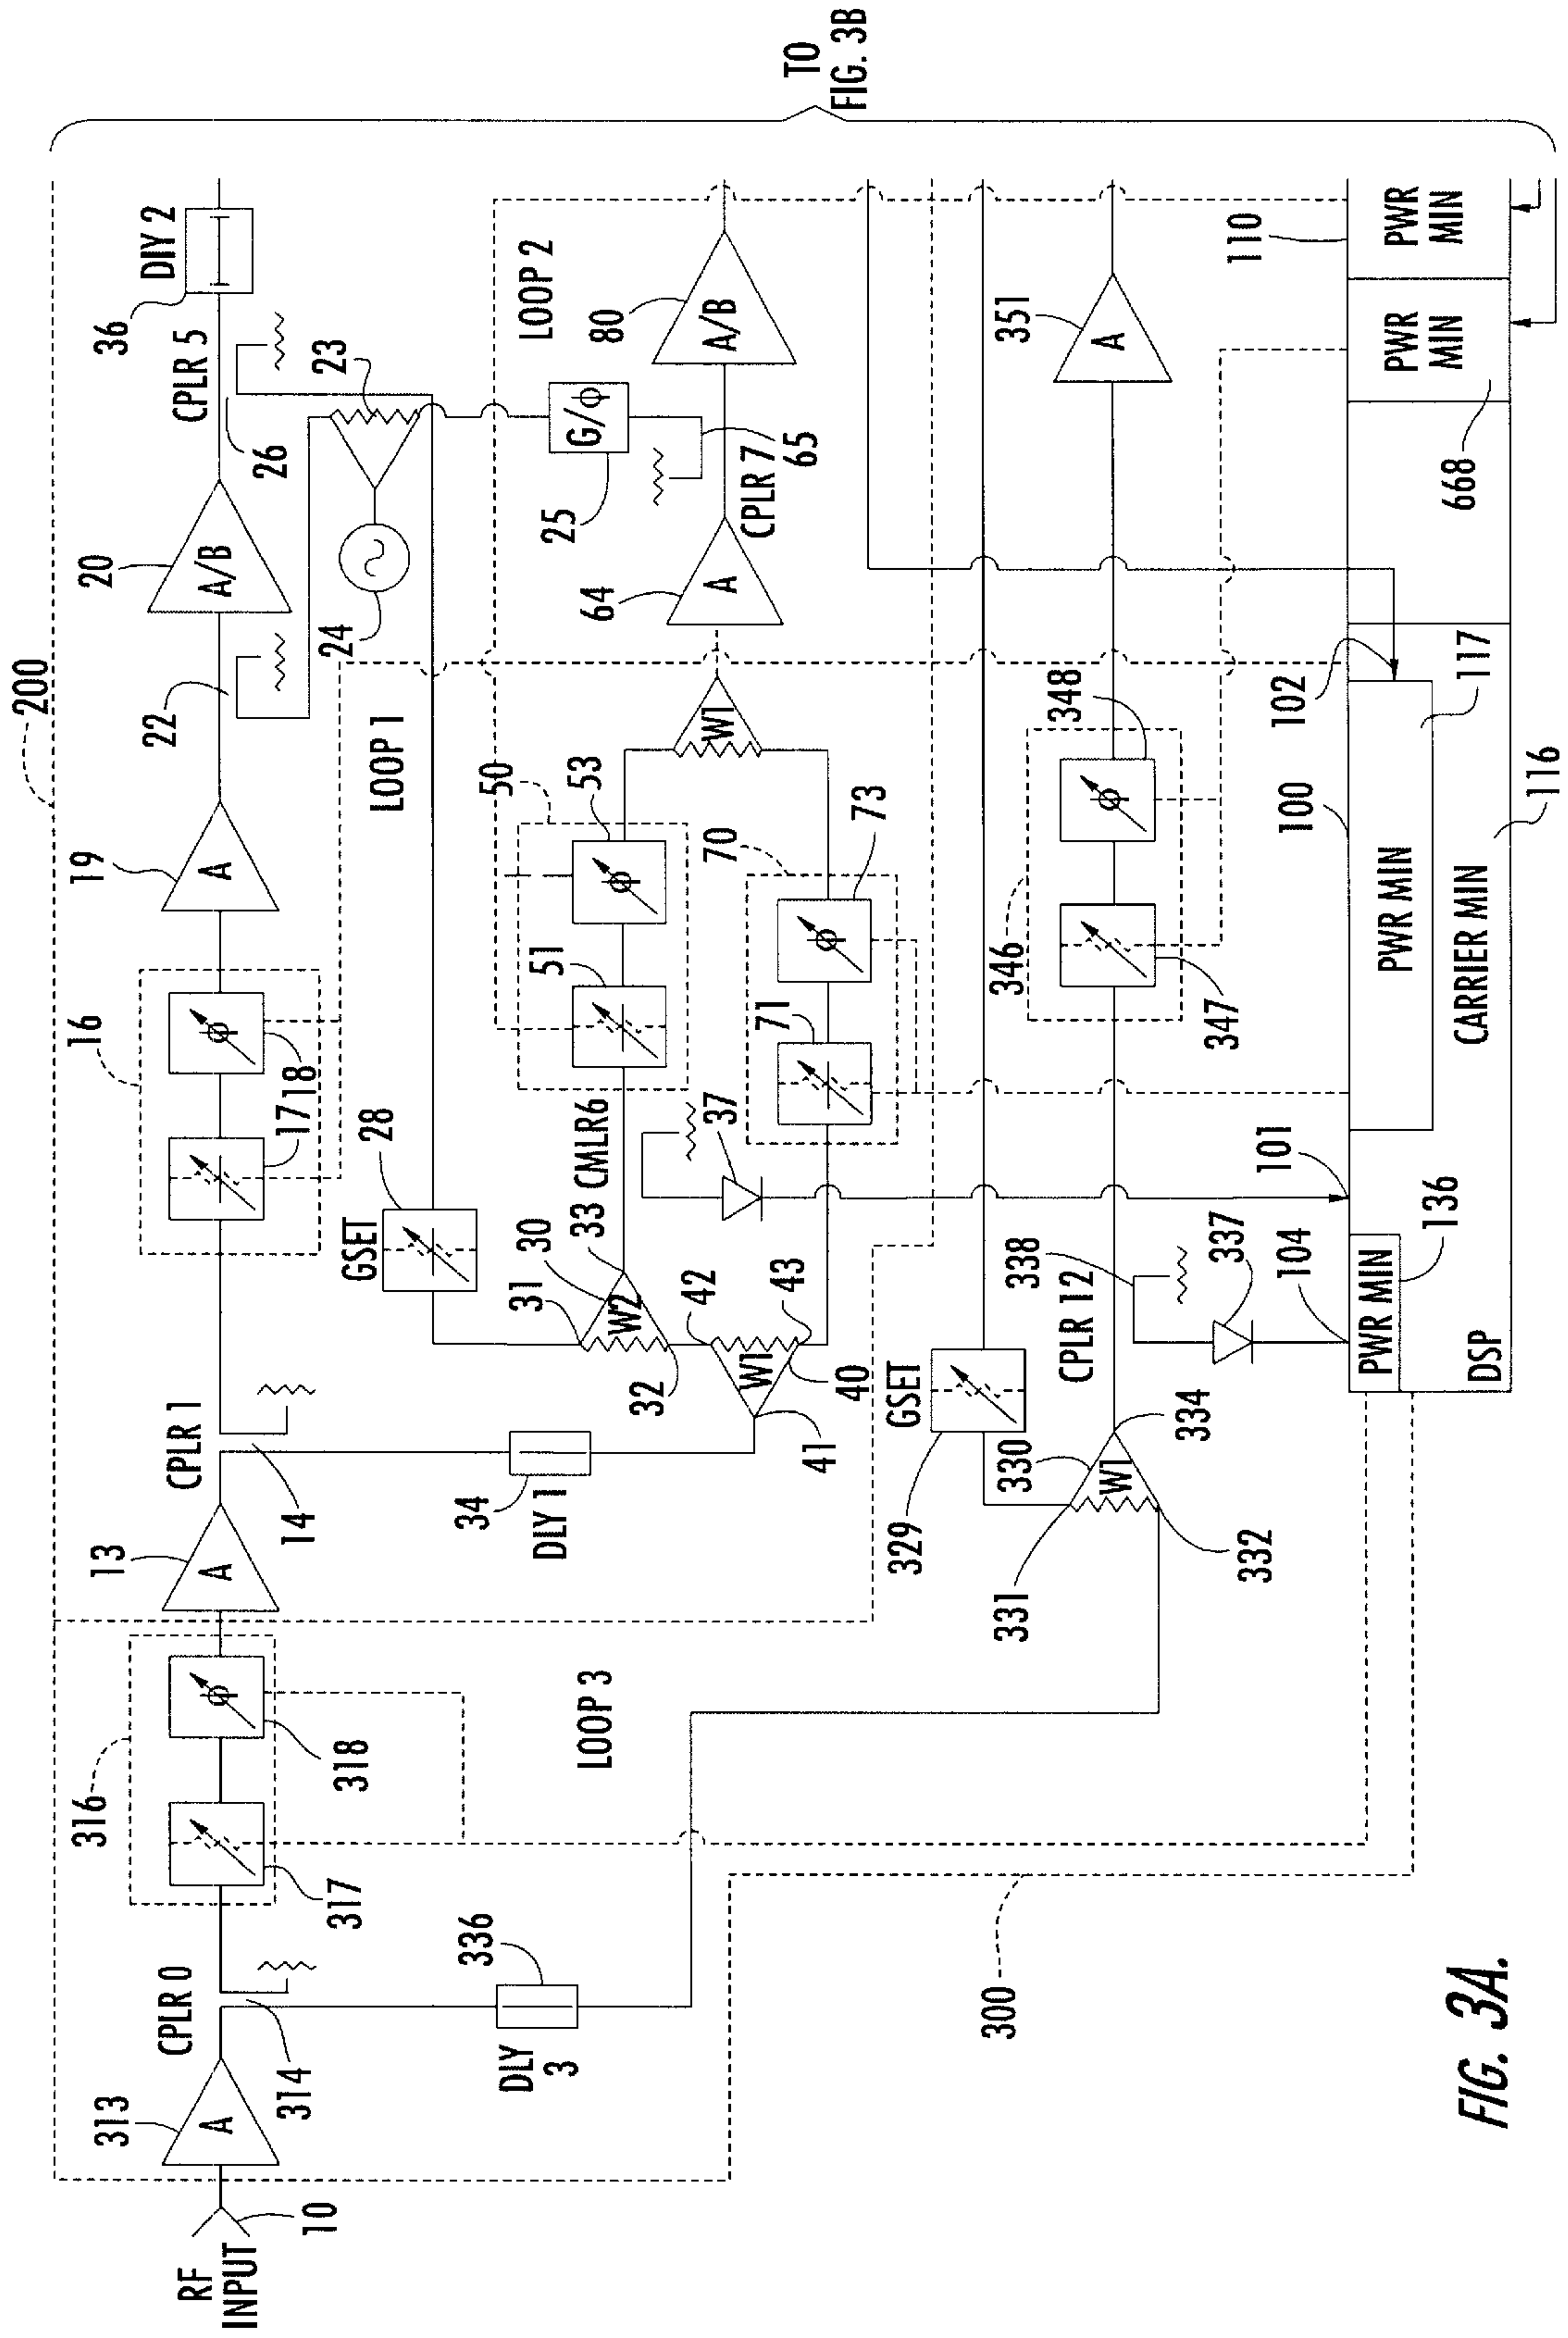 200
TO
FIG. 3B
RF
INPUT
10
313
A
CPLR 0
314
316
317
318
13
A
CPLR 1
14
16
17
18
19
A
22
20
A/B
CPLR 5
26
36
DIY 2
23
24
LOOP 1
GSET
28
DLY
3
336
LOOP 3
34
DLY 1
31
30
W2
33
32
CMLR6
50
51
53
LOOP 2
25
G/ϕ
65
CPLR 7
64
A
80
A/B
W1
42
W1
43
40
41
37
70
71
73
GSET
329
330
331
W1
332
334
CPLR 12
338
337
346
347
348
351
A
300
104
101
100
102
110
PWR MIN
136
DSP
PWR MIN
117
CARRIER MIN
116
668
PWR
MIN
PWR
MIN
FIG. 3A.